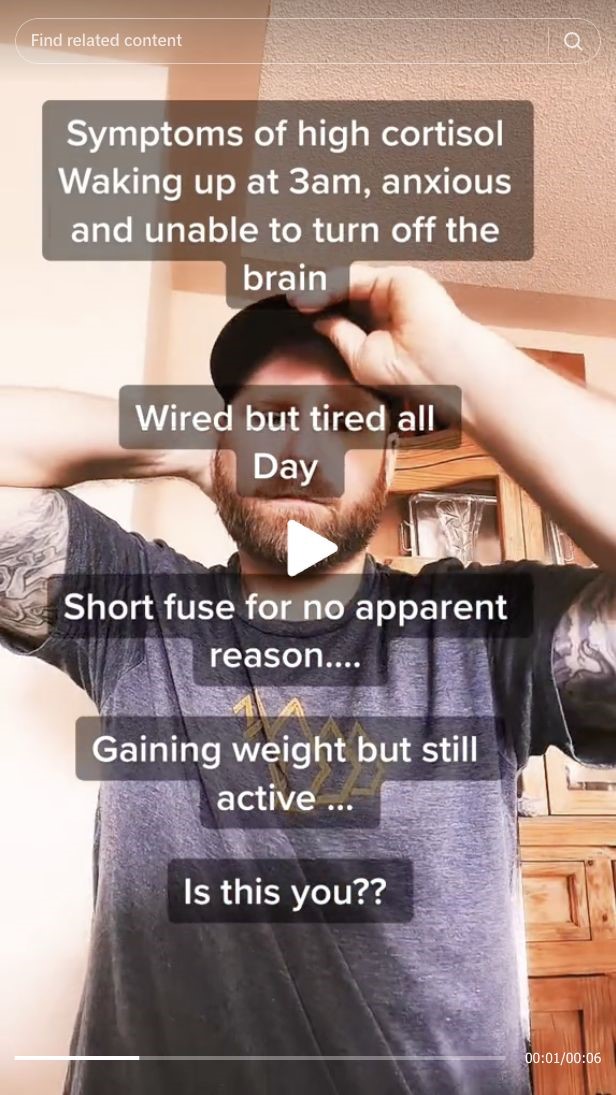 Find related content
Symptoms of high cortisol
Waking up at 3am, anxious
and unable to turn off the
brain
Wired but tired all
Day
Short fuse for no apparent
reason....
Gaining weight but still
active ...
Is this you??
00:01/00:06